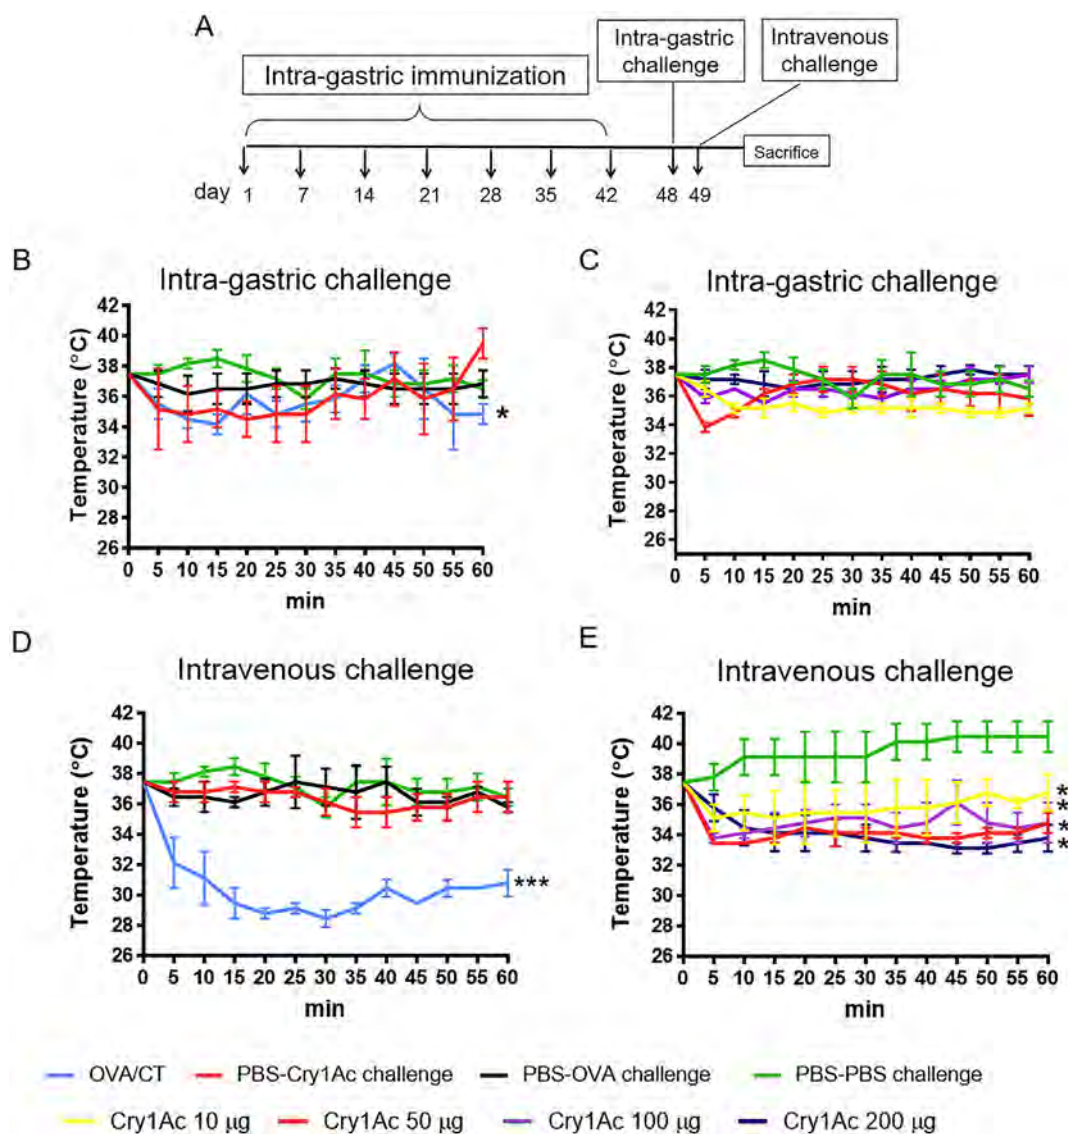 A
Intra-gastric immunization
Intra-gastric
challenge
Intravenous
challenge
Sacrifice
day 1 7 14 21 28 35 42 48 49
B
Intra-gastric challenge
Temperature (°C)
42
40
38
36
34
32
30
28
26
0 5 10 15 20 25 30 35 40 45 50 55 60
min
*
C
Intra-gastric challenge
Temperature (°C)
42
40
38
36
34
32
30
28
26
0 5 10 15 20 25 30 35 40 45 50 55 60
min
D
Intravenous challenge
Temperature (°C)
42
40
38
36
34
32
30
28
26
0 5 10 15 20 25 30 35 40 45 50 55 60
min
***
E
Intravenous challenge
Temperature (°C)
42
40
38
36
34
32
30
28
26
0 5 10 15 20 25 30 35 40 45 50 55 60
min
*
*
*
*
OVA/CT PBS-Cry1Ac challenge PBS-OVA challenge PBS-PBS challenge
Cry1Ac 10 µg Cry1Ac 50 µg Cry1Ac 100 µg Cry1Ac 200 µg